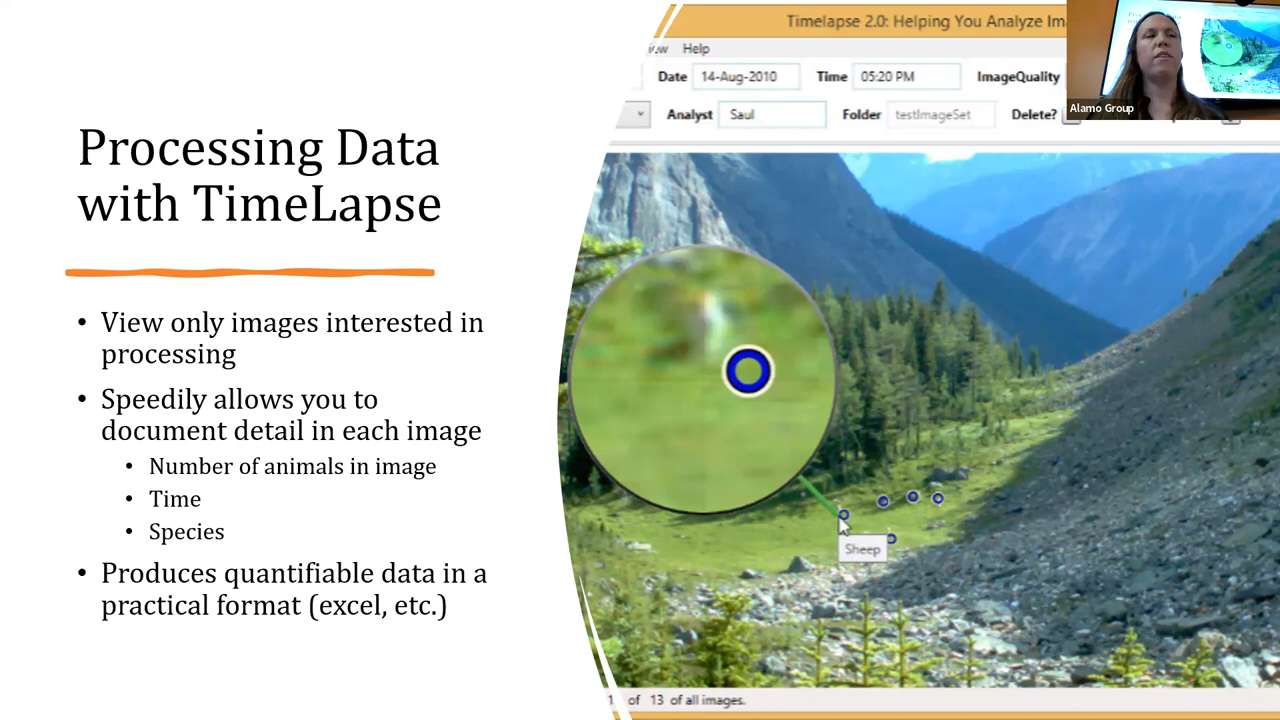 Processing Data
with TimeLapse
• View only images interested in
processing
• Speedily allows you to
document detail in each image
• Number of animals in image
• Time
• Species
• Produces quantifiable data in a
practical format (excel, etc.)
Timelapse 2.0: Helping You Analyze
Help
Date 14-Aug-2010 Time 05:20 PM ImageQuality
Analyst Saul Folder testImageSet Delete?
Alamo Group
Sheep
of 13 of all images.